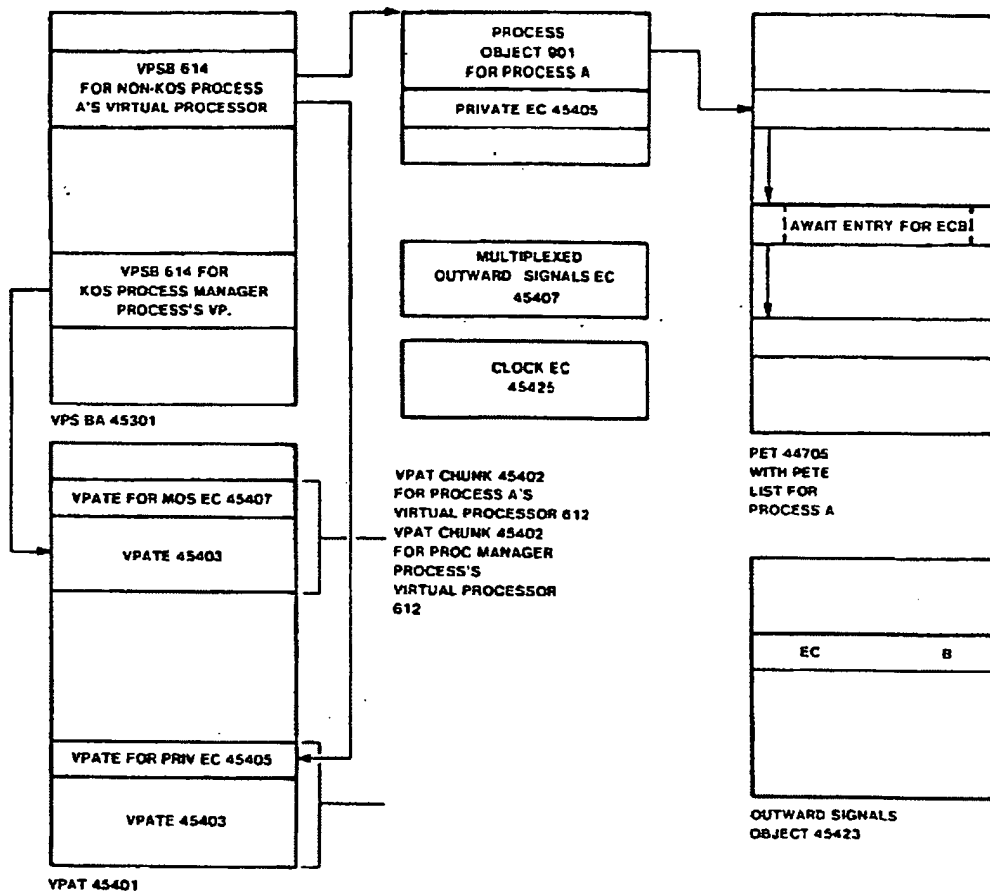 VPSB 614
FOR NON-KOS PROCESS
A'S VIRTUAL PROCESSOR
VPSB 614 FOR
KOS PROCESS MANAGER
PROCESS'S VP.
VPS BA 45301
PROCESS
OBJECT 901
FOR PROCESS A
PRIVATE EC 45405
MULTIPLEXED
OUTWARD SIGNALS EC
45407
CLOCK EC
45425
AWAIT ENTRY FOR ECB
PET 44705
WITH PETE
LIST FOR
PROCESS A
VPATE FOR MOS EC 45407
VPATE 45403
VPAT CHUNK 45402
FOR PROCESS A'S
VIRTUAL PROCESSOR 612
VPAT CHUNK 45402
FOR PROC MANAGER
PROCESS'S
VIRTUAL PROCESSOR
612
VPATE FOR PRIV EC 45405
VPATE 45403
VPAT 45401
EC B
OUTWARD SIGNALS
OBJECT 45423